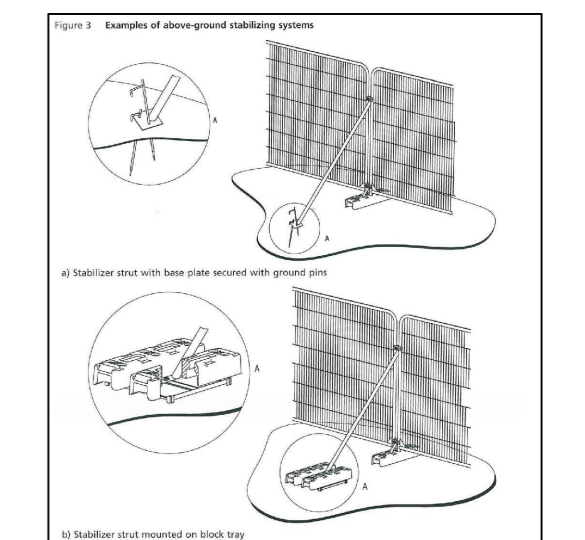 Figure 3 Examples of above-ground stabilizing systems
A
A
a) Stabilizer strut with base plate secured with ground pins
A
A
b) Stabilizer strut mounted on block tray